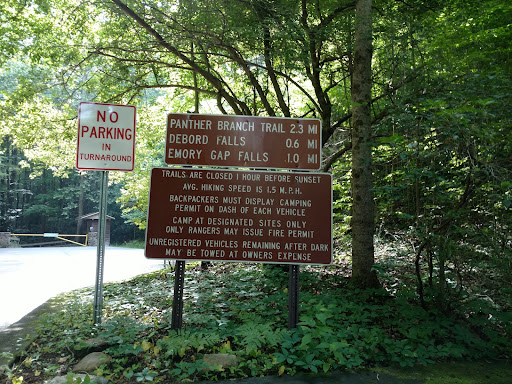 NO
PARKING
IN
TURNAROUND
PANTHER BRANCH TRAIL 2.3 MI
DEBORD FALLS 0.6 MI
EMORY GAP FALLS 1.0 MI
TRAILS ARE CLOSED 1 HOUR BEFORE SUNSET
AVG. HIKING SPEED IS 1.5 M.P.H.
BACKPACKERS MUST DISPLAY CAMPING
PERMIT ON DASH OF EACH VEHICLE
CAMP AT DESIGNATED SITES ONLY
ONLY RANGERS MAY ISSUE FIRE PERMIT
UNREGISTERED VEHICLES REMAINING AFTER DARK
MAY BE TOWED AT OWNERS EXPENSE